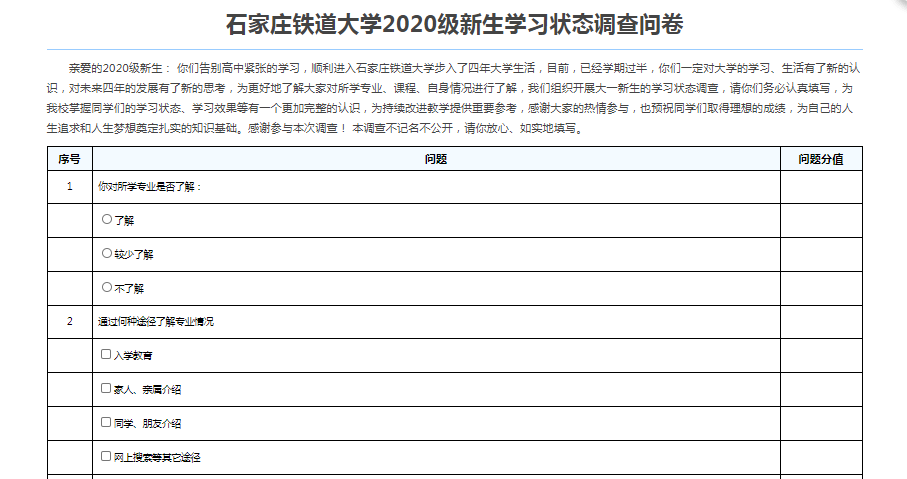 石家庄铁道大学2020级新生学习状态调查问卷
亲爱的2020级新生： 你们告别高中紧张的学习，顺利进入石家庄铁道大学步入了四年大学生活，目前，已经学期过半，你们一定对大学的学习、生活有了新的认
识，对未来四年的发展有了新的思考，为更好地了解大家对所学专业、课程、自身情况进行了解，我们组织开展大一新生的学习状态调查，请你们务必认真填写，为
我校掌握同学们的学习状态、学习效果等有一个更加完整的认识，为持续改进教学提供重要参考，感谢大家的热情参与，也预祝同学们取得理想的成绩，为自己的人
生追求和人生梦想奠定扎实的知识基础。感谢参与本次调查！ 本调查不记名不公开，请你放心、如实地填写。
序号 问题 问题分值
1 你对所学专业是否了解：
了解
较少了解
不了解
2 通过何种途径了解专业情况
入学教育
家人、亲属介绍
同学、朋友介绍
网上搜索等其它途径